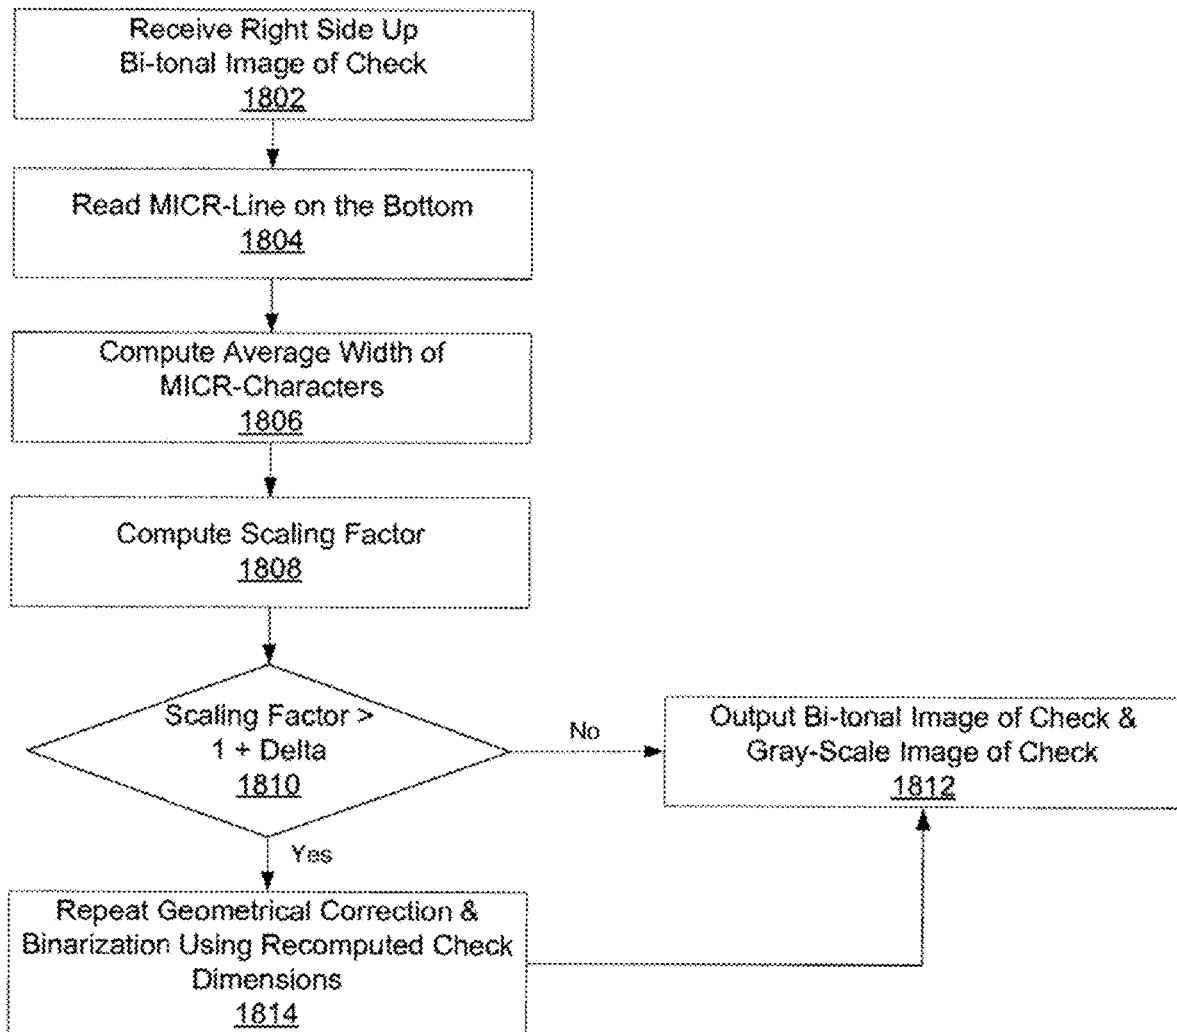 Receive Right Side Up
Bi-tonal Image of Check
1802
Read MICR-Line on the Bottom
1804
Compute Average Width of
MICR-Characters
1806
Compute Scaling Factor
1808
Scaling Factor >
1 + Delta
1810
No
Output Bi-tonal Image of Check &
Gray-Scale Image of Check
1812
Yes
Repeat Geometrical Correction &
Binarization Using Recomputed Check
Dimensions
1814